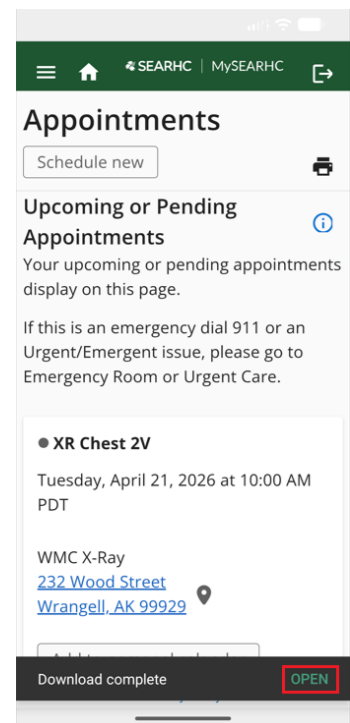 SEARHC | MySEARHC
Appointments
Schedule new
Upcoming or Pending
Appointments
Your upcoming or pending appointments
display on this page.
If this is an emergency dial 911 or an
Urgent/Emergent issue, please go to
Emergency Room or Urgent Care.
XR Chest 2V
Tuesday, April 21, 2026 at 10:00 AM
PDT
WMC X-Ray
232 Wood Street
Wrangell, AK 99929
Download complete OPEN